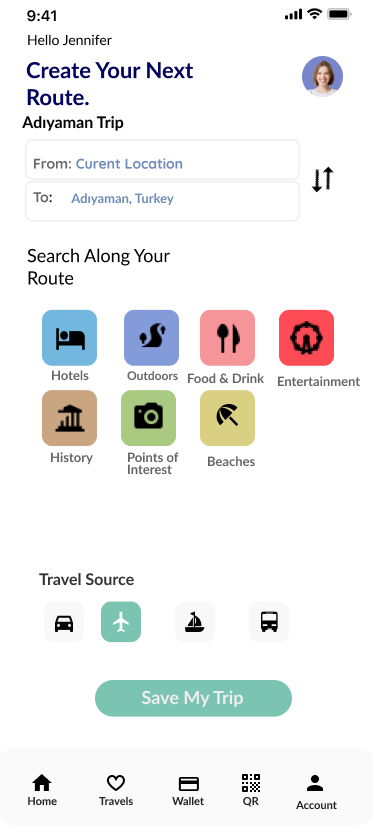 9:41
Hello Jennifer
Create Your Next
Route.
Adıyaman Trip
From: Curent Location
To: Adıyaman, Turkey
Search Along Your
Route
Hotels
Outdoors
Food & Drink
Entertainment
History
Points of
Interest
Beaches
Travel Source
Save My Trip
Home
Travels
Wallet
QR
Account